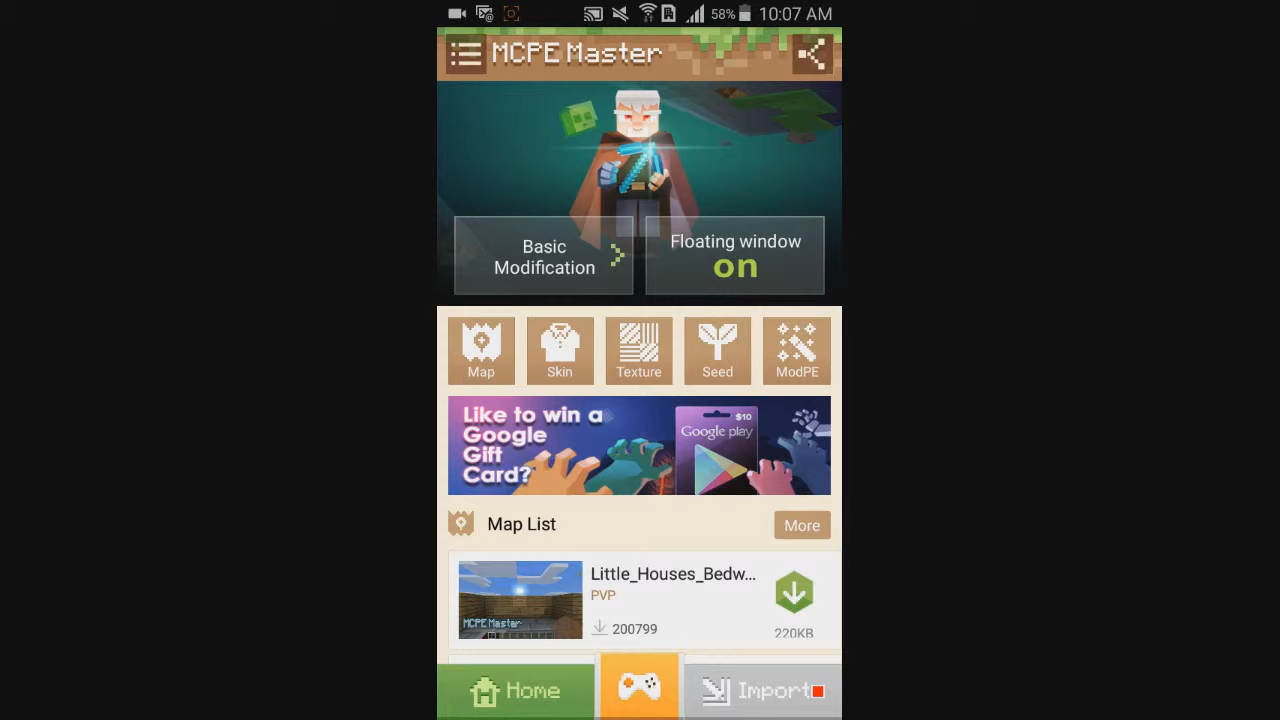 58% 10:07 AM
MCPE Master
Basic
Modification
Floating window
on
Map
Skin
Texture
Seed
ModPE
Like to win a
Google
Gift
Card?
$10
Google play
Map List
More
Little_Houses_Bedw...
PVP
200799
220KB
MCPE Master
Home
Import